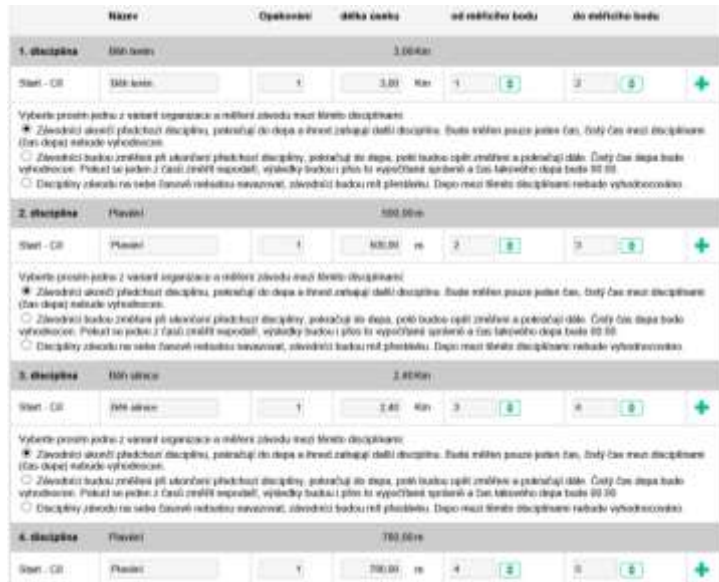 Název Opakování délka úseku od měřícího bodu do měřícího bodu
1. disciplína Běh terén 3,00 Km
Start - Cíl Běh terén 1 3,00 Km 1 2
Vyberte prosím jednu z variant organizace a měření závodu mezi těmito disciplínami:
Závodníci ukončí předchozí disciplínu, pokračují do depa a ihned zahajují další disciplínu. Bude měřen pouze jeden čas, čistý čas mezi disciplínami
(čas depa) nebude vyhodnocen.
Závodníci budou změřeni při ukončení předchozí disciplíny, pokračují do depa, poté budou opět změřeni a pokračují dále. Čistý čas depa bude
vyhodnocen. Pokud se jeden z časů změřit nepodaří, výsledky budou i přes to vypočítané správně a čas takového depa bude 00:00.
Disciplíny závodu na sebe časově nebudou navazovat, závodníci budou mít přestávku. Depo mezi těmito disciplínami nebude vyhodnocováno.
2. disciplína Plavání 500,00 m
Start - Cíl Plavání 1 500,00 m 2 3
Vyberte prosím jednu z variant organizace a měření závodu mezi těmito disciplínami:
Závodníci ukončí předchozí disciplínu, pokračují do depa a ihned zahajují další disciplínu. Bude měřen pouze jeden čas, čistý čas mezi disciplínami
(čas depa) nebude vyhodnocen.
Závodníci budou změřeni při ukončení předchozí disciplíny, pokračují do depa, poté budou opět změřeni a pokračují dále. Čistý čas depa bude
vyhodnocen. Pokud se jeden z časů změřit nepodaří, výsledky budou i přes to vypočítané správně a čas takového depa bude 00:00.
Disciplíny závodu na sebe časově nebudou navazovat, závodníci budou mít přestávku. Depo mezi těmito disciplínami nebude vyhodnocováno.
3. disciplína Běh silnice 2,40 Km
Start - Cíl Běh silnice 1 2,40 Km 3 4
Vyberte prosím jednu z variant organizace a měření závodu mezi těmito disciplínami:
Závodníci ukončí předchozí disciplínu, pokračují do depa a ihned zahajují další disciplínu. Bude měřen pouze jeden čas, čistý čas mezi disciplínami
(čas depa) nebude vyhodnocen.
Závodníci budou změřeni při ukončení předchozí disciplíny, pokračují do depa, poté budou opět změřeni a pokračují dále. Čistý čas depa bude
vyhodnocen. Pokud se jeden z časů změřit nepodaří, výsledky budou i přes to vypočítané správně a čas takového depa bude 00:00.
Disciplíny závodu na sebe časově nebudou navazovat, závodníci budou mít přestávku. Depo mezi těmito disciplínami nebude vyhodnocováno.
4. disciplína Plavání 700,00 m
Start - Cíl Plavání 1 700,00 m 4 5